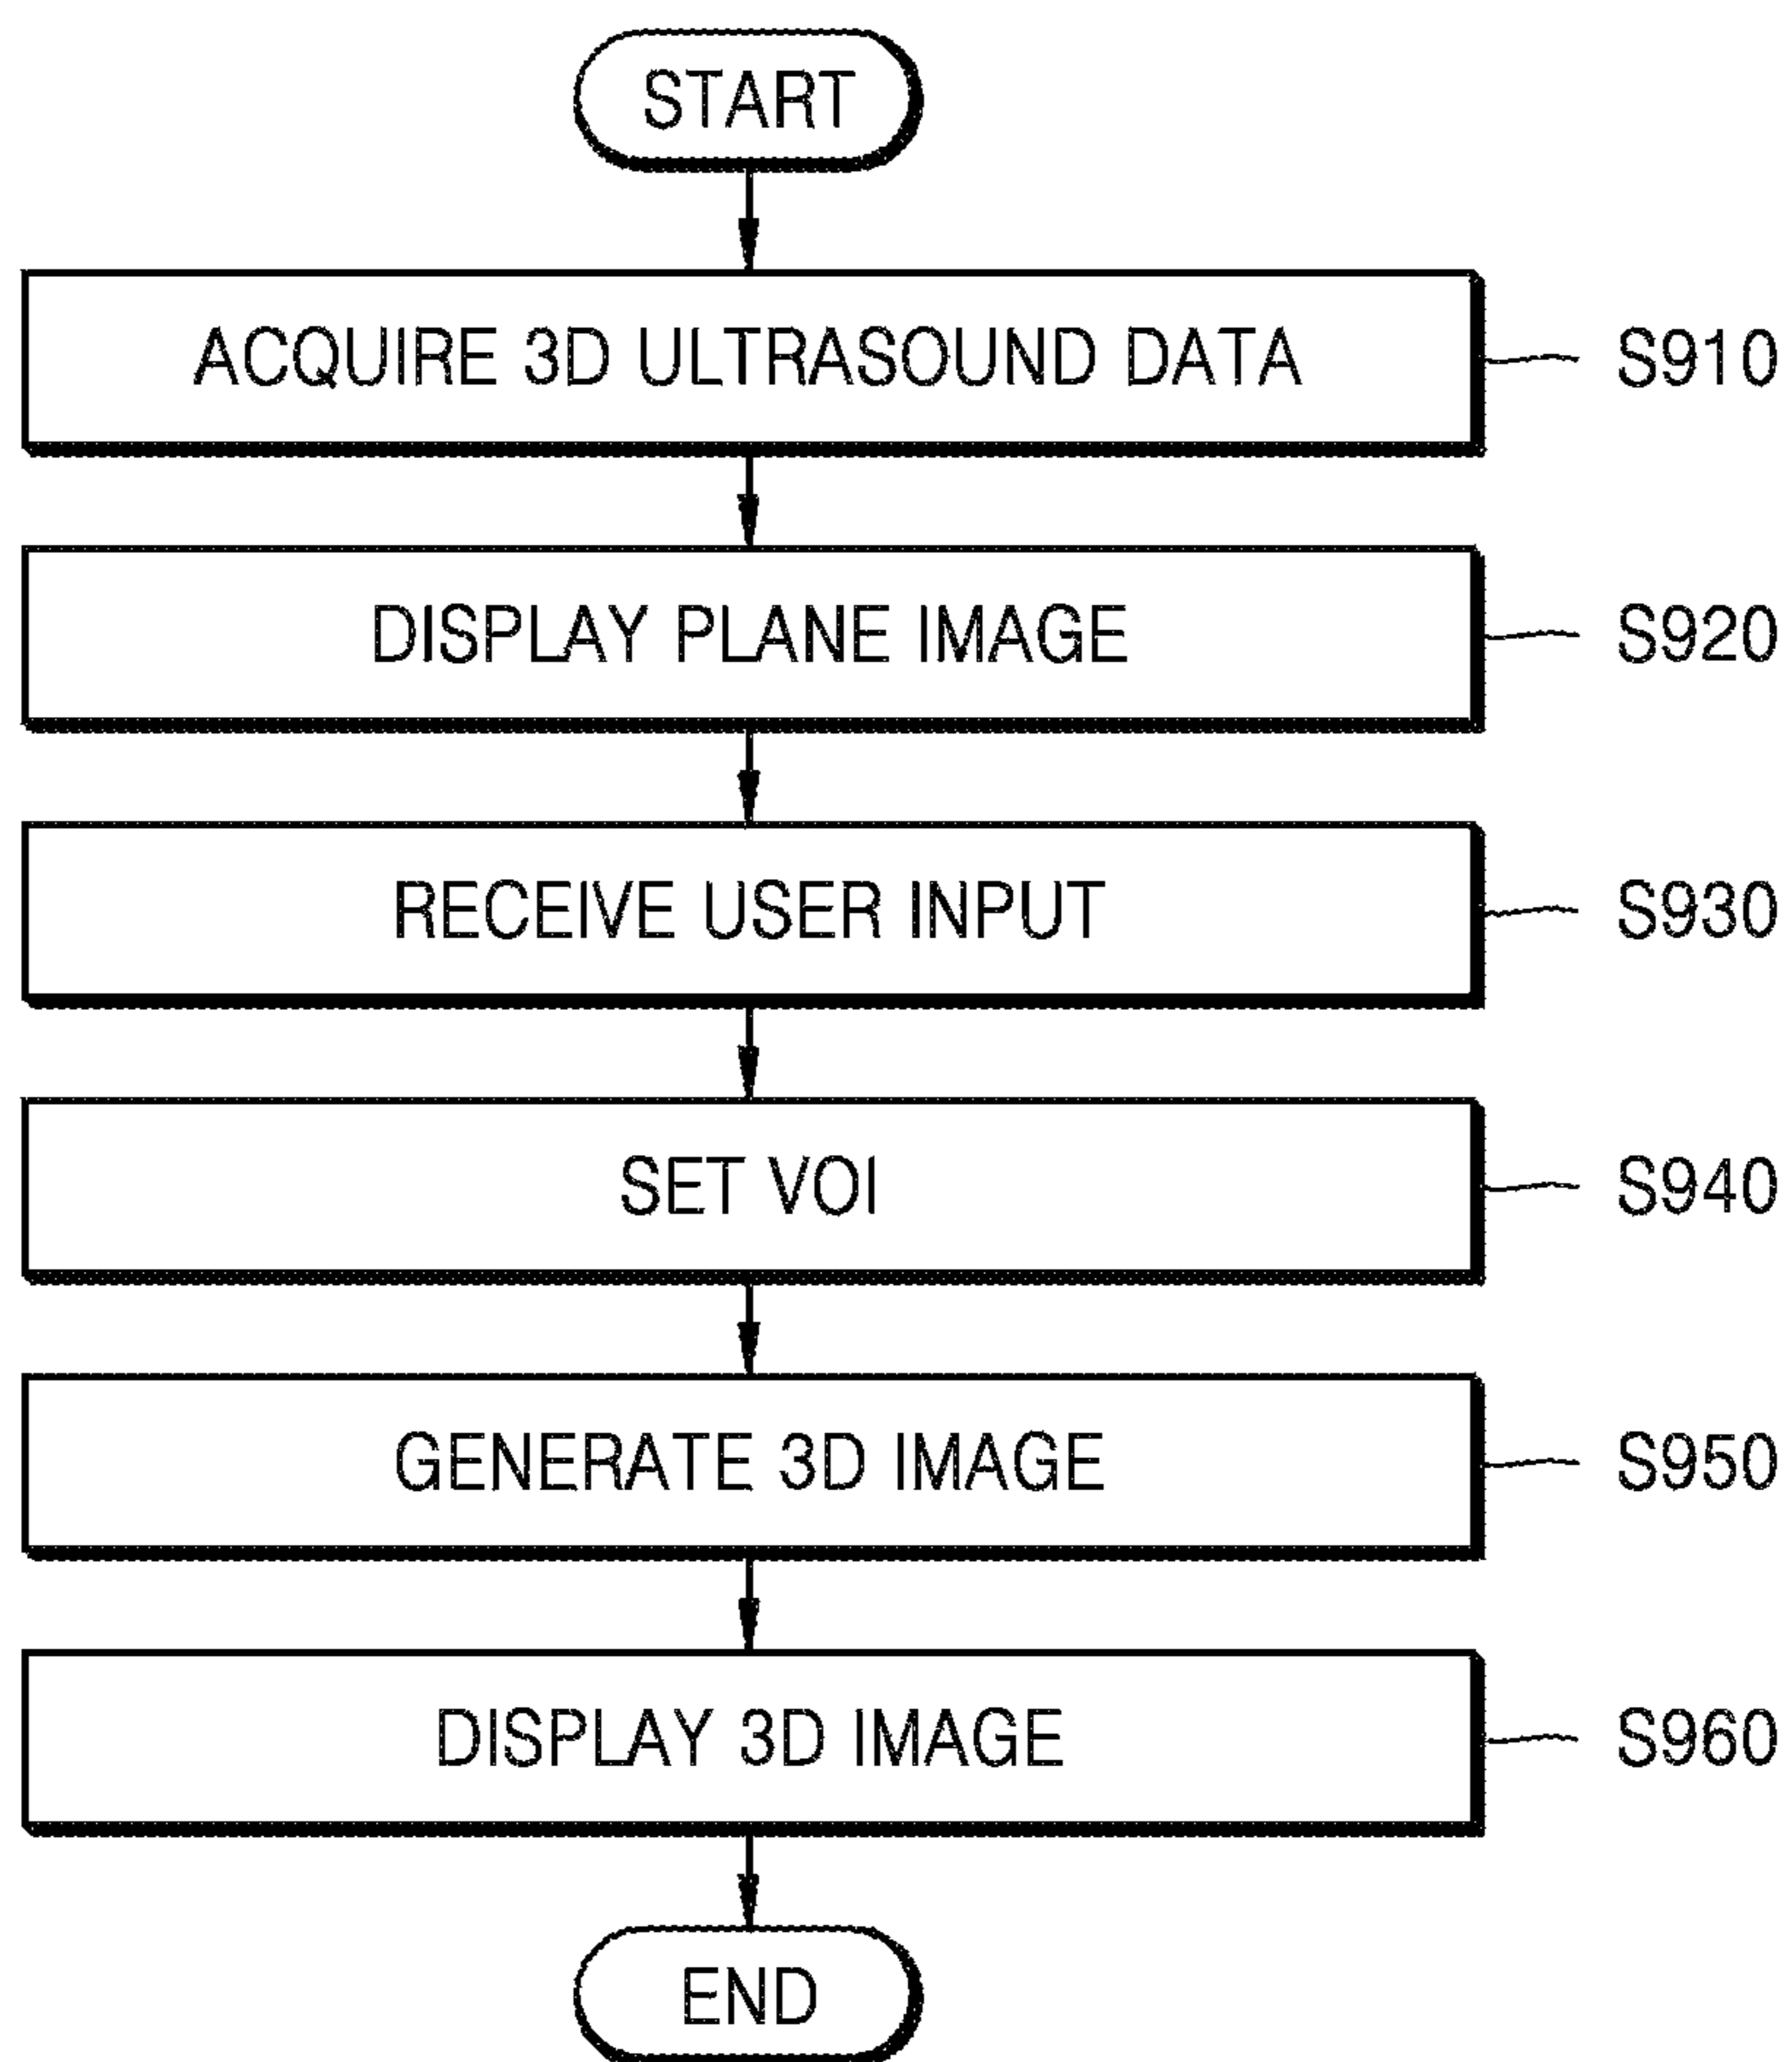 START
ACQUIRE 3D ULTRASOUND DATA S910
DISPLAY PLANE IMAGE S920
RECEIVE USER INPUT S930
SET VOI S940
GENERATE 3D IMAGE S950
DISPLAY 3D IMAGE S960
END